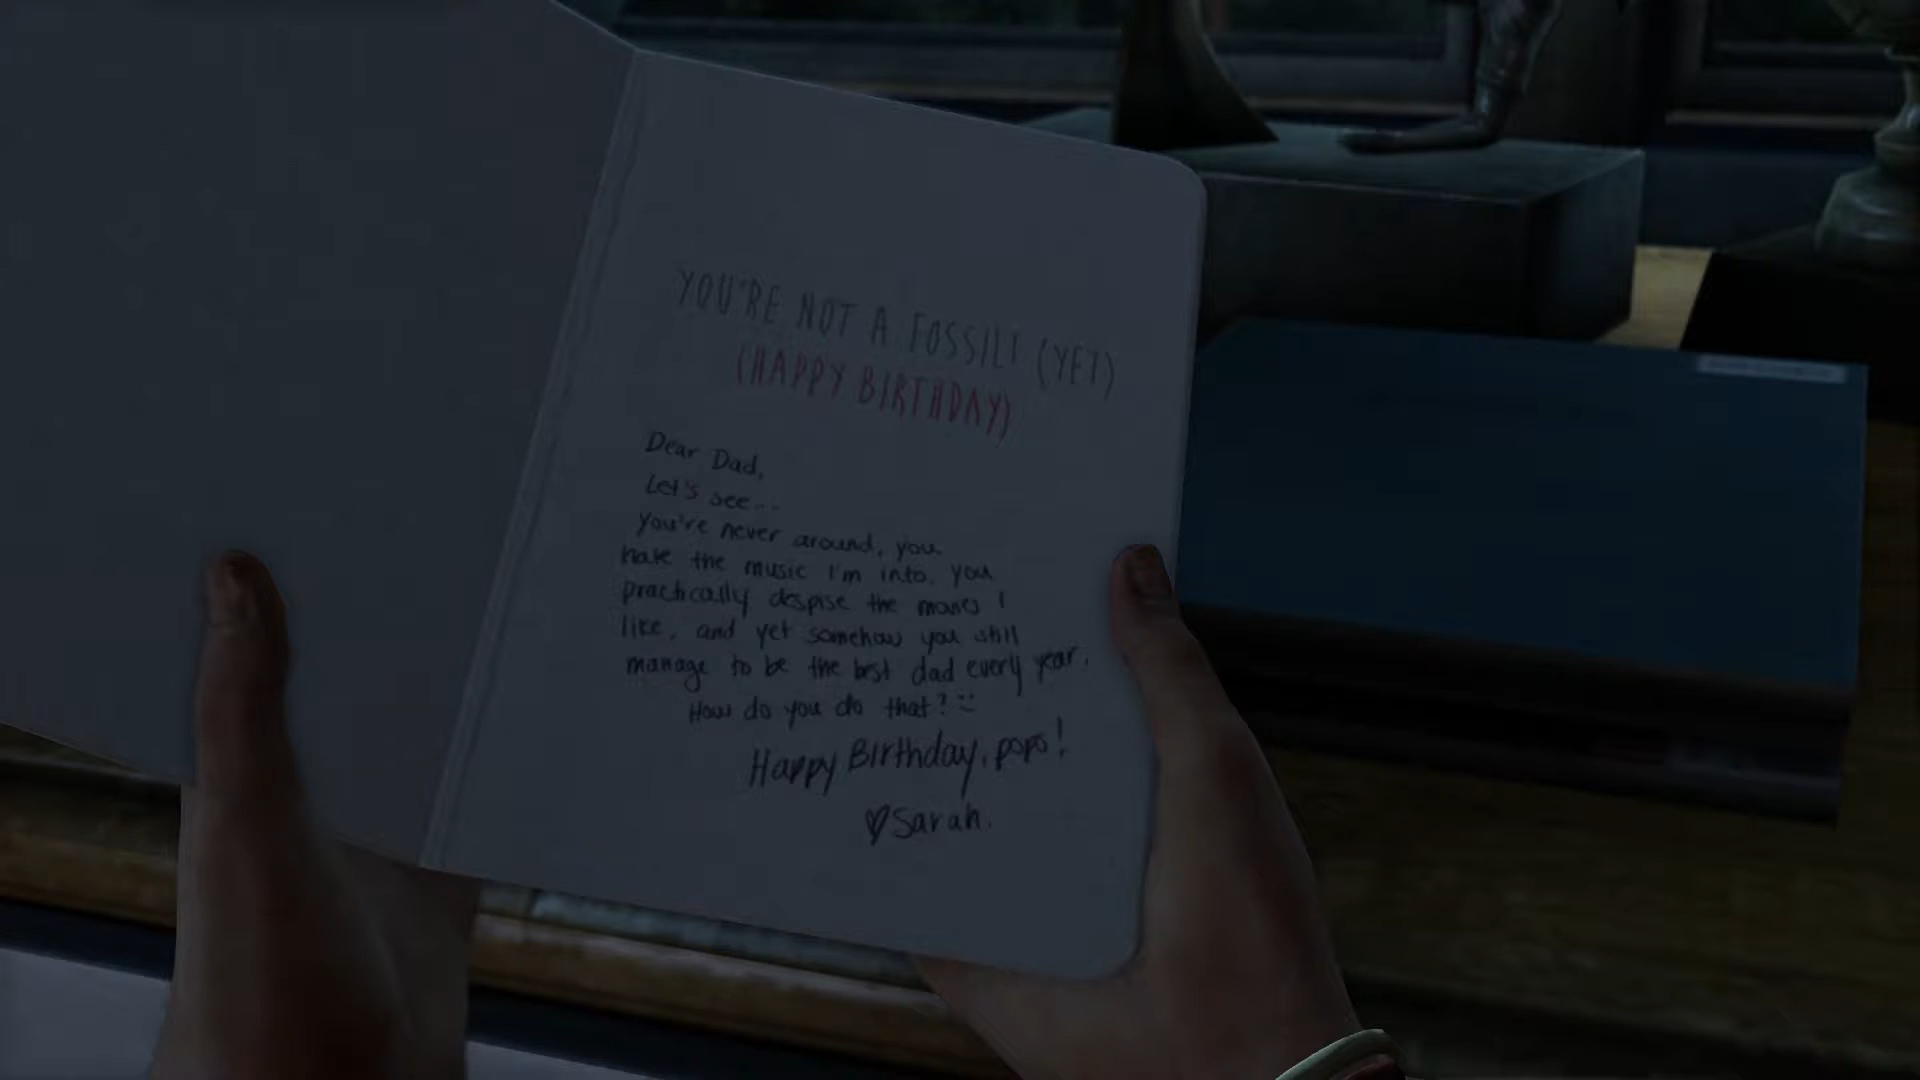 YOU'RE NOT A FOSSIL! (YET)
(HAPPY BIRTHDAY)
Dear Dad,
Let's see...
you're never around, you
hate the music I'm into, you
practically despise the movies I
like, and yet somehow you still
manage to be the best dad every year.
How do you do that? :)
Happy Birthday, pops!
♡Sarah.